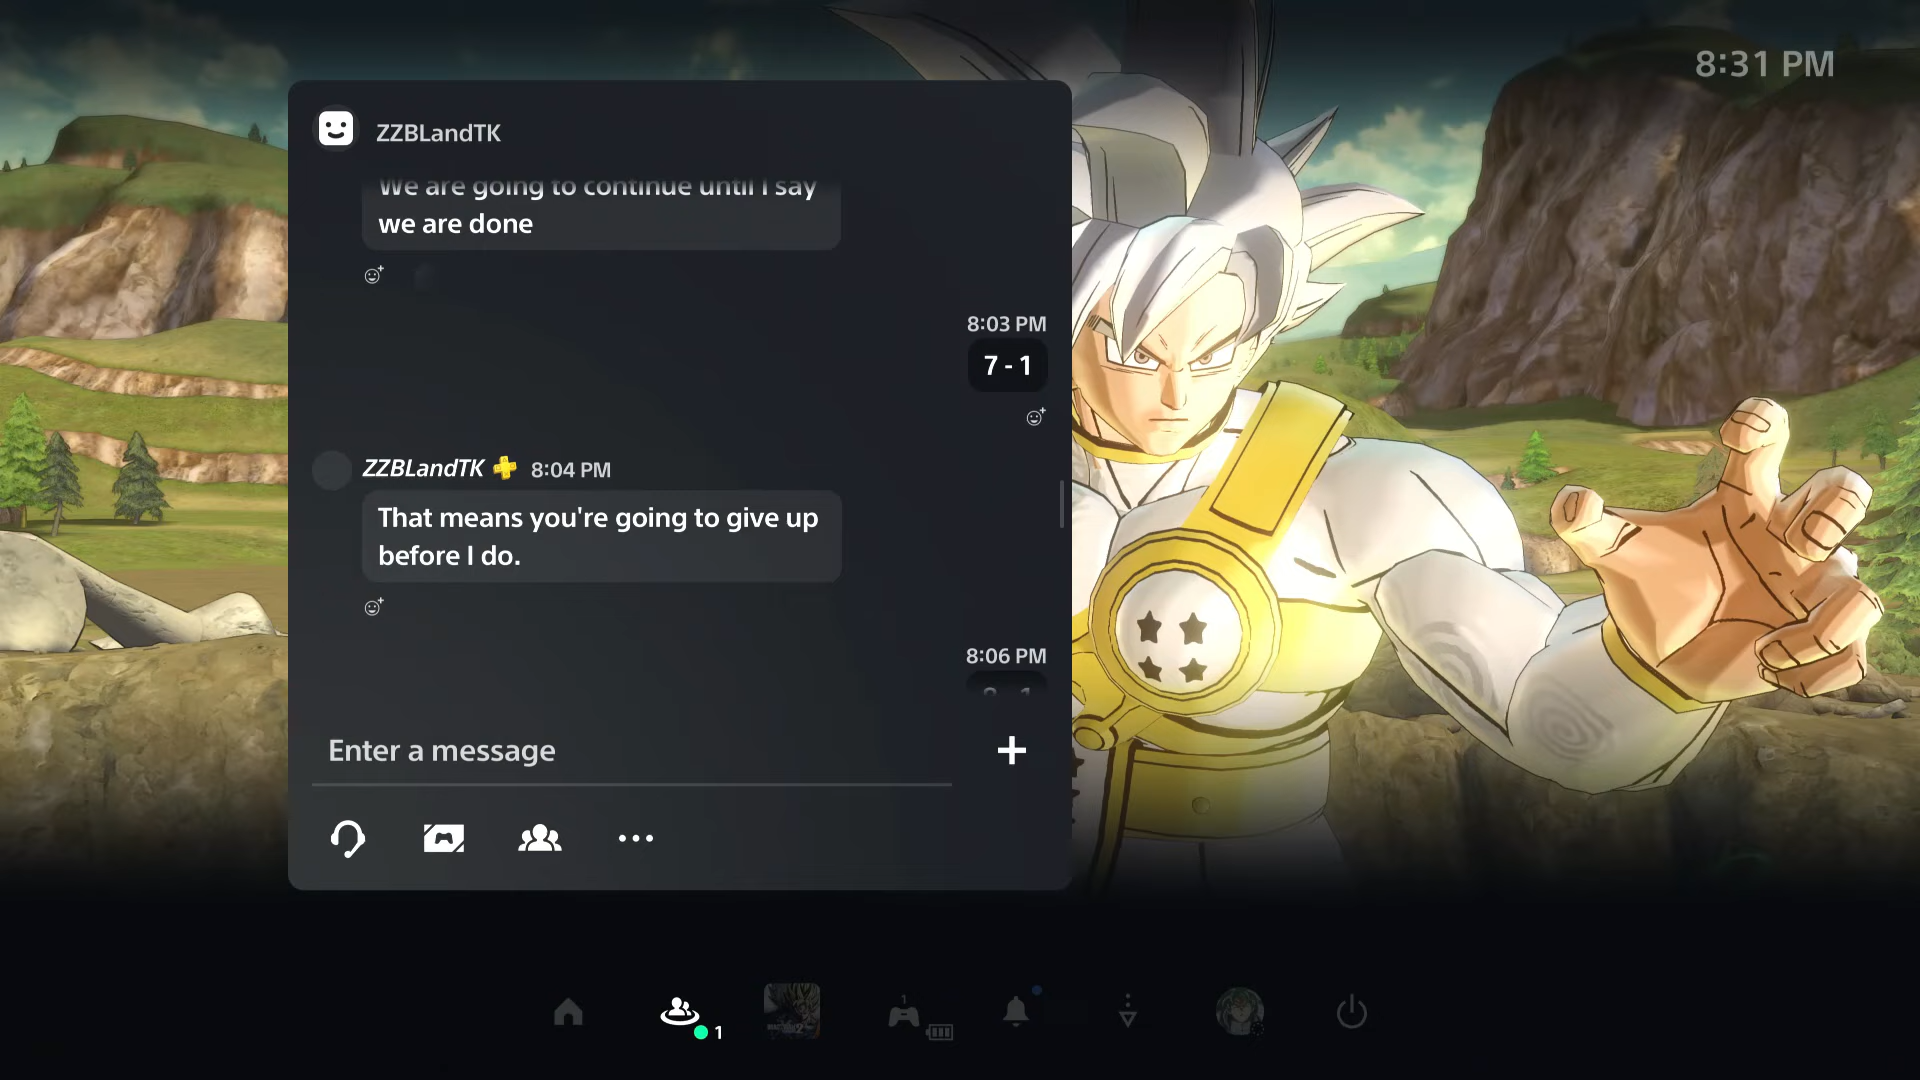 8:31 PM
ZZBLandTK
We are going to continue until I say
we are done
8:03 PM
7 - 1
ZZBLandTK 8:04 PM
That means you're going to give up
before I do.
8:06 PM
Enter a message
1
1